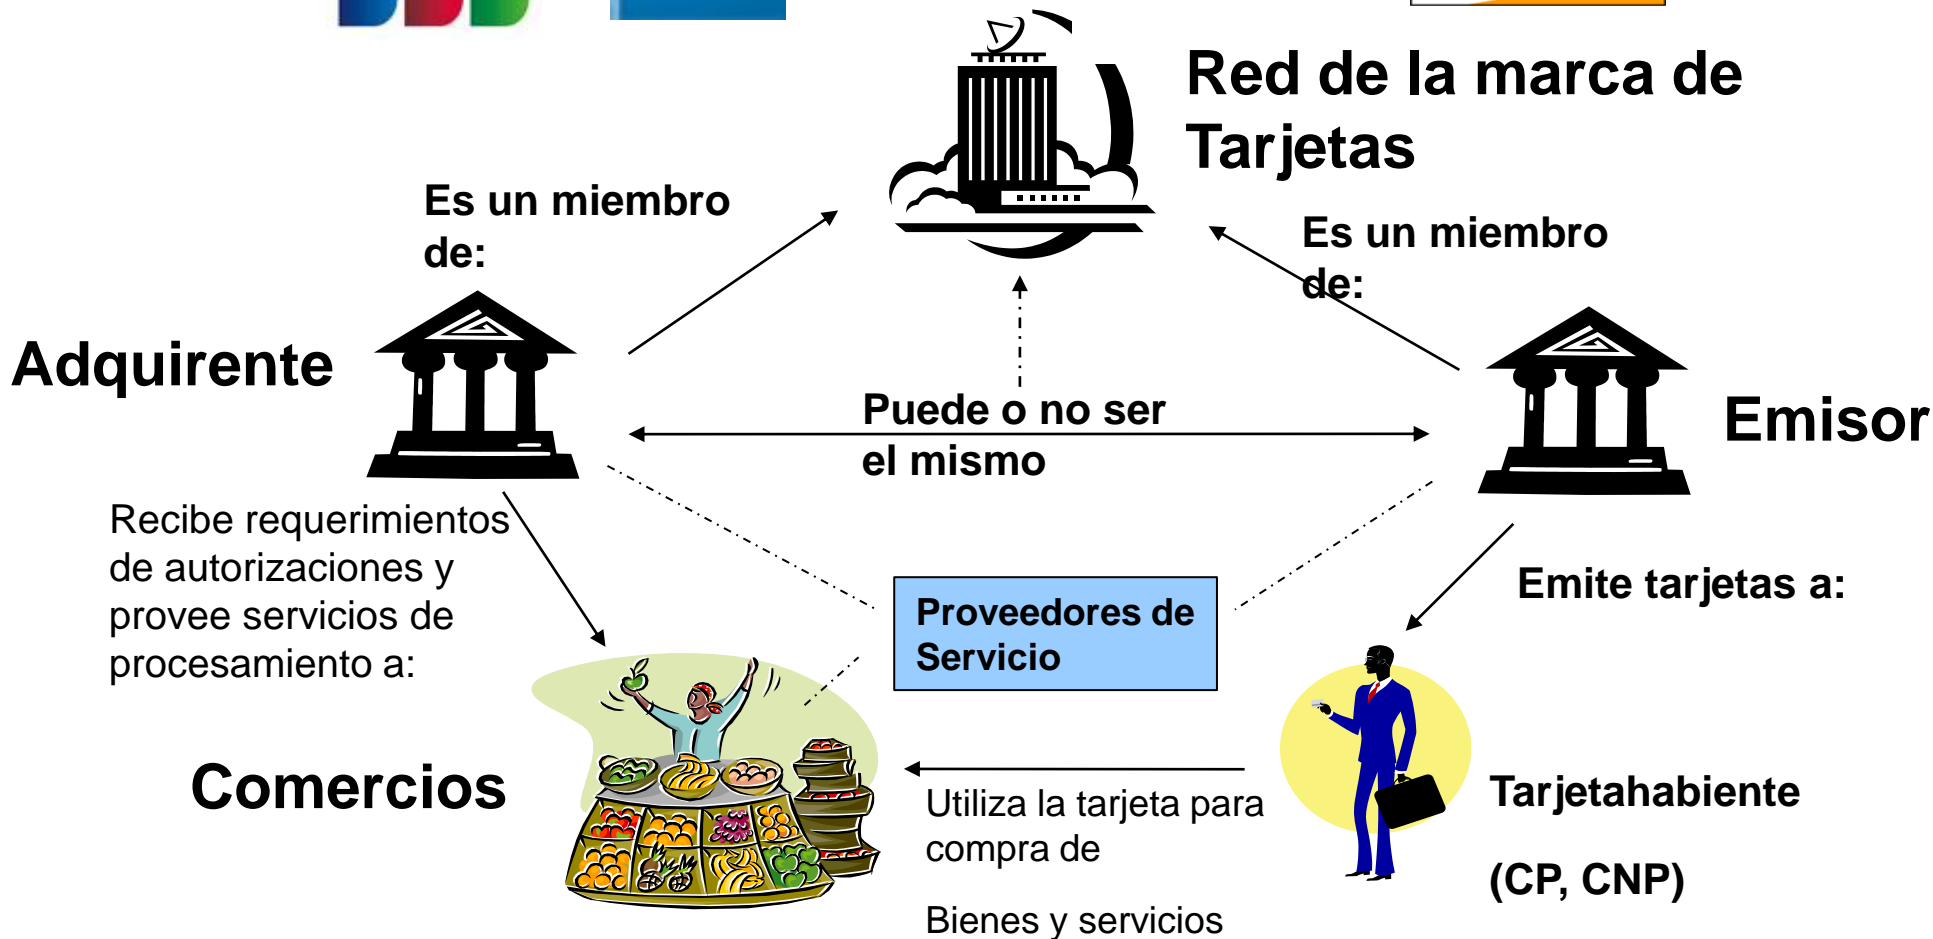 Red de la marca de
Tarjetas
Es un miembro
de:
Es un miembro
de:
Adquirente
Puede o no ser
el mismo
Emisor
Recibe requerimientos
de autorizaciones y
provee servicios de
procesamiento a:
Proveedores de
Servicio
Emite tarjetas a:
Comercios
Utiliza la tarjeta para
compra de
Bienes y servicios
Tarjetahabiente
(CP, CNP)